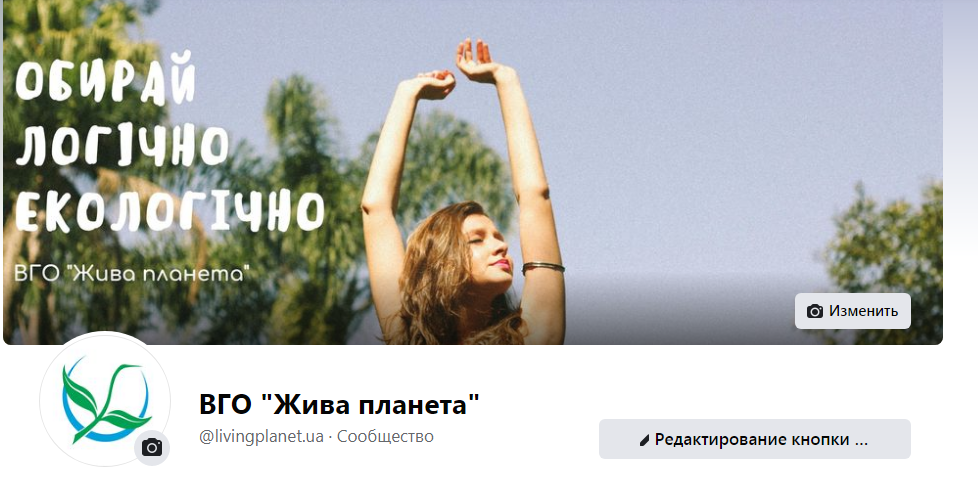 ОБИРАЙ
ЛОГІЧНО
ЕКОЛОГІЧНО
ВГО "Жива планета"
Изменить
ВГО "Жива планета"
@livingplanet.ua · Сообщество
Редактирование кнопки ...